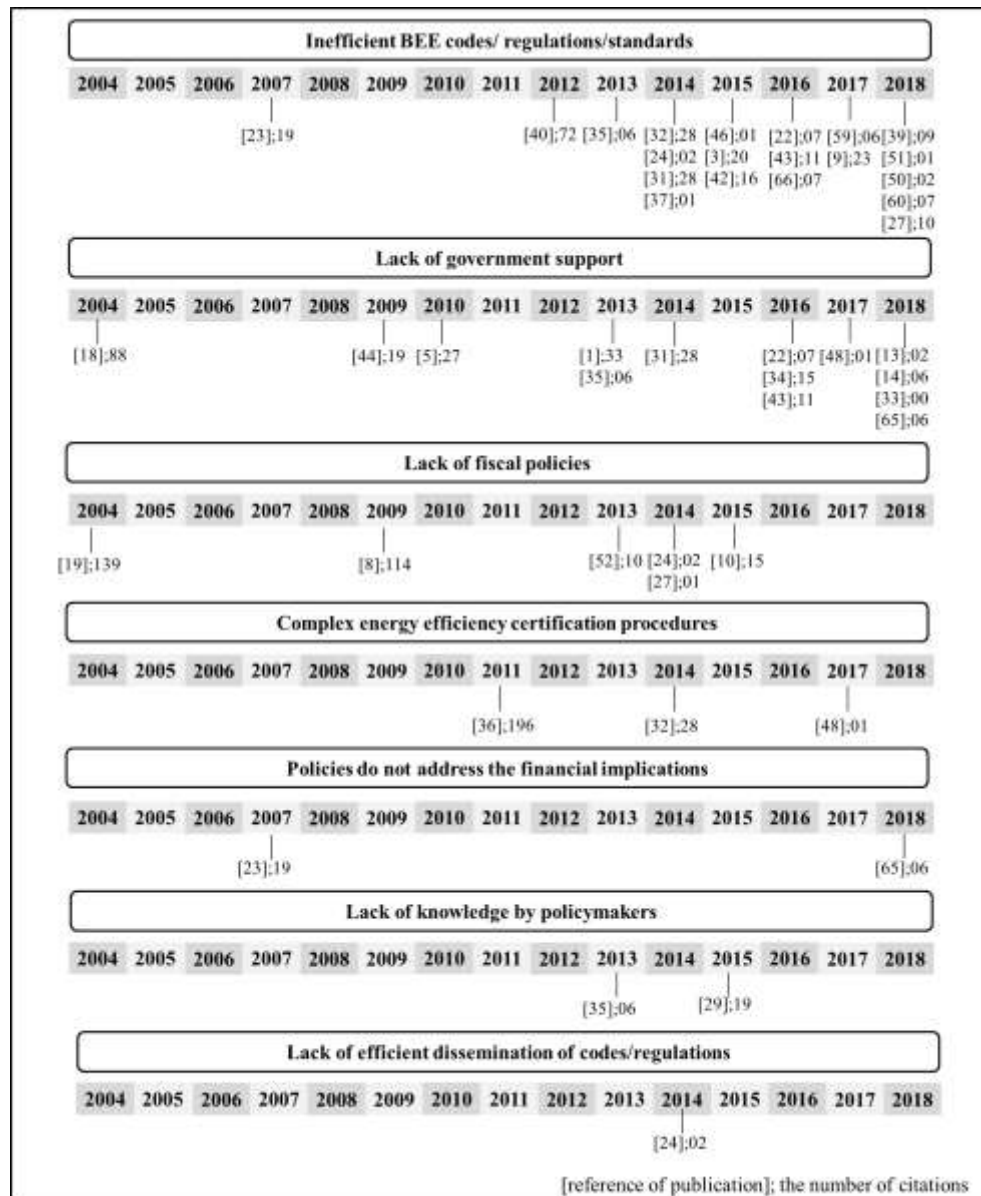 Inefficient BEE codes/ regulations/standards
2004 2005 2006 2007 2008 2009 2010 2011 2012 2013 2014 2015 2016 2017 2018
[23];19 [40];72 [35];06 [32];28 [46];01 [22];07 [59];06 [39];09
[24];02 [3];20 [43];11 [9];23 [51];01
[31];28 [42];16 [66];07 [50];02
[37];01 [60];07
[27];10
Lack of government support
2004 2005 2006 2007 2008 2009 2010 2011 2012 2013 2014 2015 2016 2017 2018
[18];88 [44];19 [5];27 [1];33 [31];28 [22];07 [48];01 [13];02
[35];06 [34];15 [14];06
[43];11 [33];00
[65];06
Lack of fiscal policies
2004 2005 2006 2007 2008 2009 2010 2011 2012 2013 2014 2015 2016 2017 2018
[19];139 [8];114 [52];10 [24];02 [10];15
[27];01
Complex energy efficiency certification procedures
2004 2005 2006 2007 2008 2009 2010 2011 2012 2013 2014 2015 2016 2017 2018
[36];196 [32];28 [48];01
Policies do not address the financial implications
2004 2005 2006 2007 2008 2009 2010 2011 2012 2013 2014 2015 2016 2017 2018
[23];19 [65];06
Lack of knowledge by policymakers
2004 2005 2006 2007 2008 2009 2010 2011 2012 2013 2014 2015 2016 2017 2018
[35];06 [29];19
Lack of efficient dissemination of codes/regulations
2004 2005 2006 2007 2008 2009 2010 2011 2012 2013 2014 2015 2016 2017 2018
[24];02
[reference of publication]; the number of citations